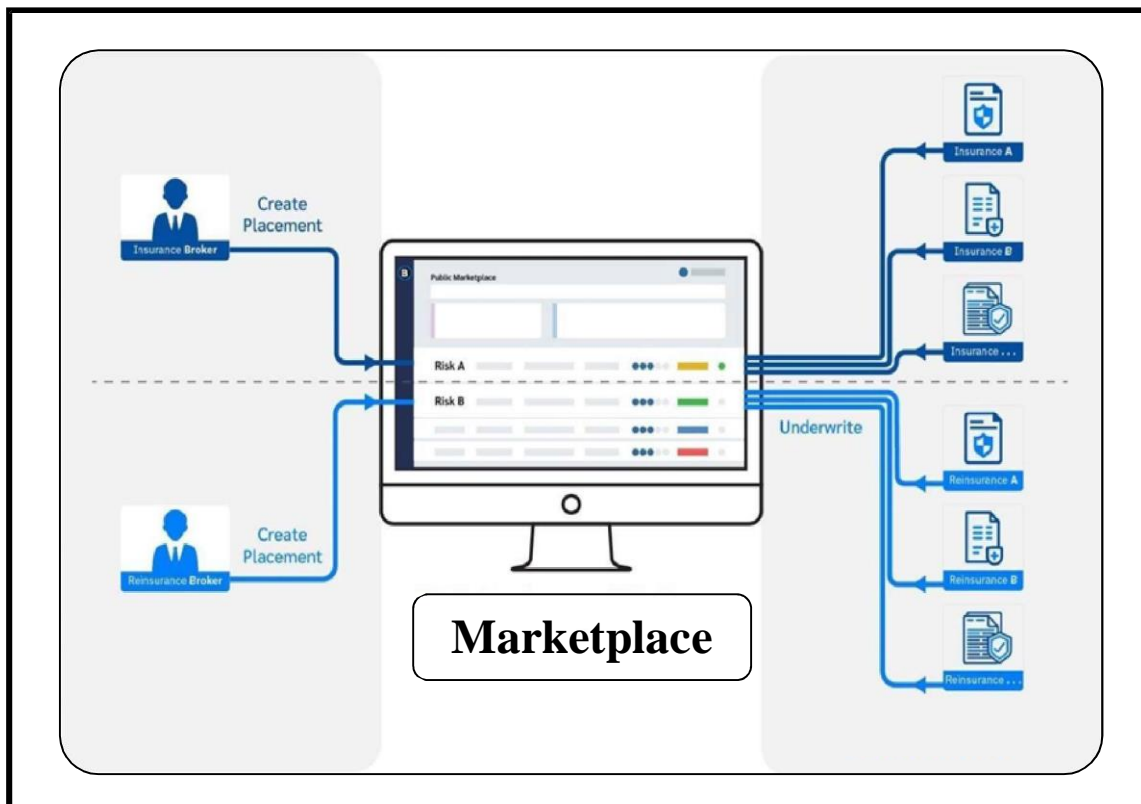 Create
Placement
Insurance Broker
B
Public Marketplace
Risk A
Risk B
Create
Placement
Reinsurance Broker
Marketplace
Insurance A
Insurance B
Insurance ...
Underwrite
Reinsurance A
Reinsurance B
Reinsurance ...